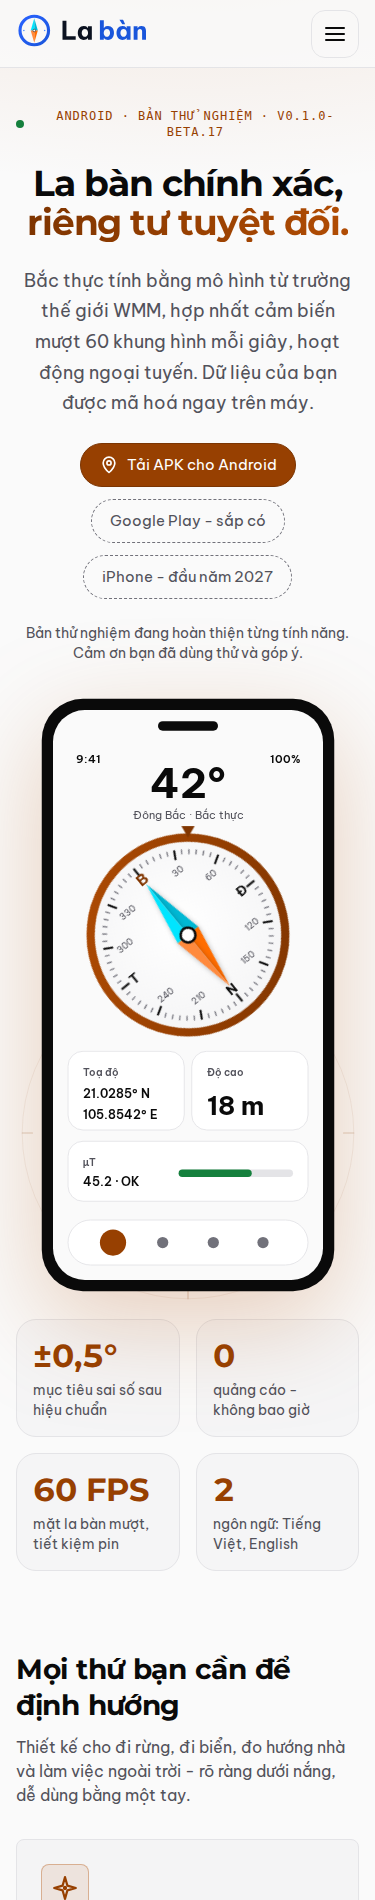 La bàn
ANDROID · BẢN THỬ NGHIỆM · V0.1.0-
BETA.17
La bàn chính xác,
riêng tư tuyệt đối.
Bắc thực tính bằng mô hình từ trường
thế giới WMM, hợp nhất cảm biến
mượt 60 khung hình mỗi giây, hoạt
động ngoại tuyến. Dữ liệu của bạn
được mã hoá ngay trên máy.
Tải APK cho Android
Google Play - sắp có
iPhone - đầu năm 2027
Bản thử nghiệm đang hoàn thiện từng tính năng.
Cảm ơn bạn đã dùng thử và góp ý.
9:41 100%
42°
Đông Bắc · Bắc thực
B 30 60 Đ 120 150 N 210 240 T 300 330
Toạ độ
21.0285° N
105.8542° E
Độ cao
18 m
µT
45.2 · OK
±0,5°
mục tiêu sai số sau
hiệu chuẩn
0
quảng cáo -
không bao giờ
60 FPS
mặt la bàn mượt,
tiết kiệm pin
2
ngôn ngữ: Tiếng
Việt, English
Mọi thứ bạn cần để
định hướng
Thiết kế cho đi rừng, đi biển, đo hướng nhà
và làm việc ngoài trời - rõ ràng dưới nắng,
dễ dùng bằng một tay.